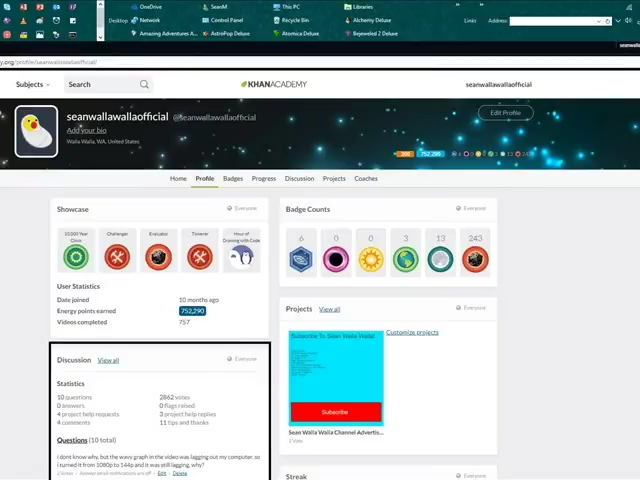 OneDrive
SeanM
This PC
Libraries
Desktop
Network
Control Panel
Recycle Bin
Alchemy Deluxe
Links
Address
Amazing Adventures A...
AstroPop Deluxe
Atomica Deluxe
Bejeweled 2 Deluxe
Subjects
Search
KHANACADEMY
seanwallawallaofficial
seanwallawallaofficial
@seanwallawallaofficial
Edit Profile
Add your bio
Walla Walla, WA, United States
752,290
Home
Profile
Badges
Progress
Discussion
Projects
Coaches
Showcase
Everyone
10,000 Year Clock
Challenger
Evaluator
Tinkerer
Hour of Drawing with Code
User Statistics
Date joined
10 months ago
Energy points earned
752,290
Videos completed
757
Badge Counts
Everyone
6
0
0
3
13
243
Projects
View all
Everyone
Subscribe To Sean Walla Walla!
Subscribe
Customize projects
Sean Walla Walla Channel Advertis...
1 Vote
Discussion
View all
Everyone
Statistics
10 questions
2862 votes
0 answers
0 flags raised
4 project help requests
3 project help replies
4 comments
11 tips and thanks
Questions (10 total)
I dont know why, but the wavy graph in the video was lagging out my computer. so
i turned it from 1080p to 144p and it was still lagging, why?
2 Votes
Answer email notifications are off
Edit
Delete
Streak
Everyone